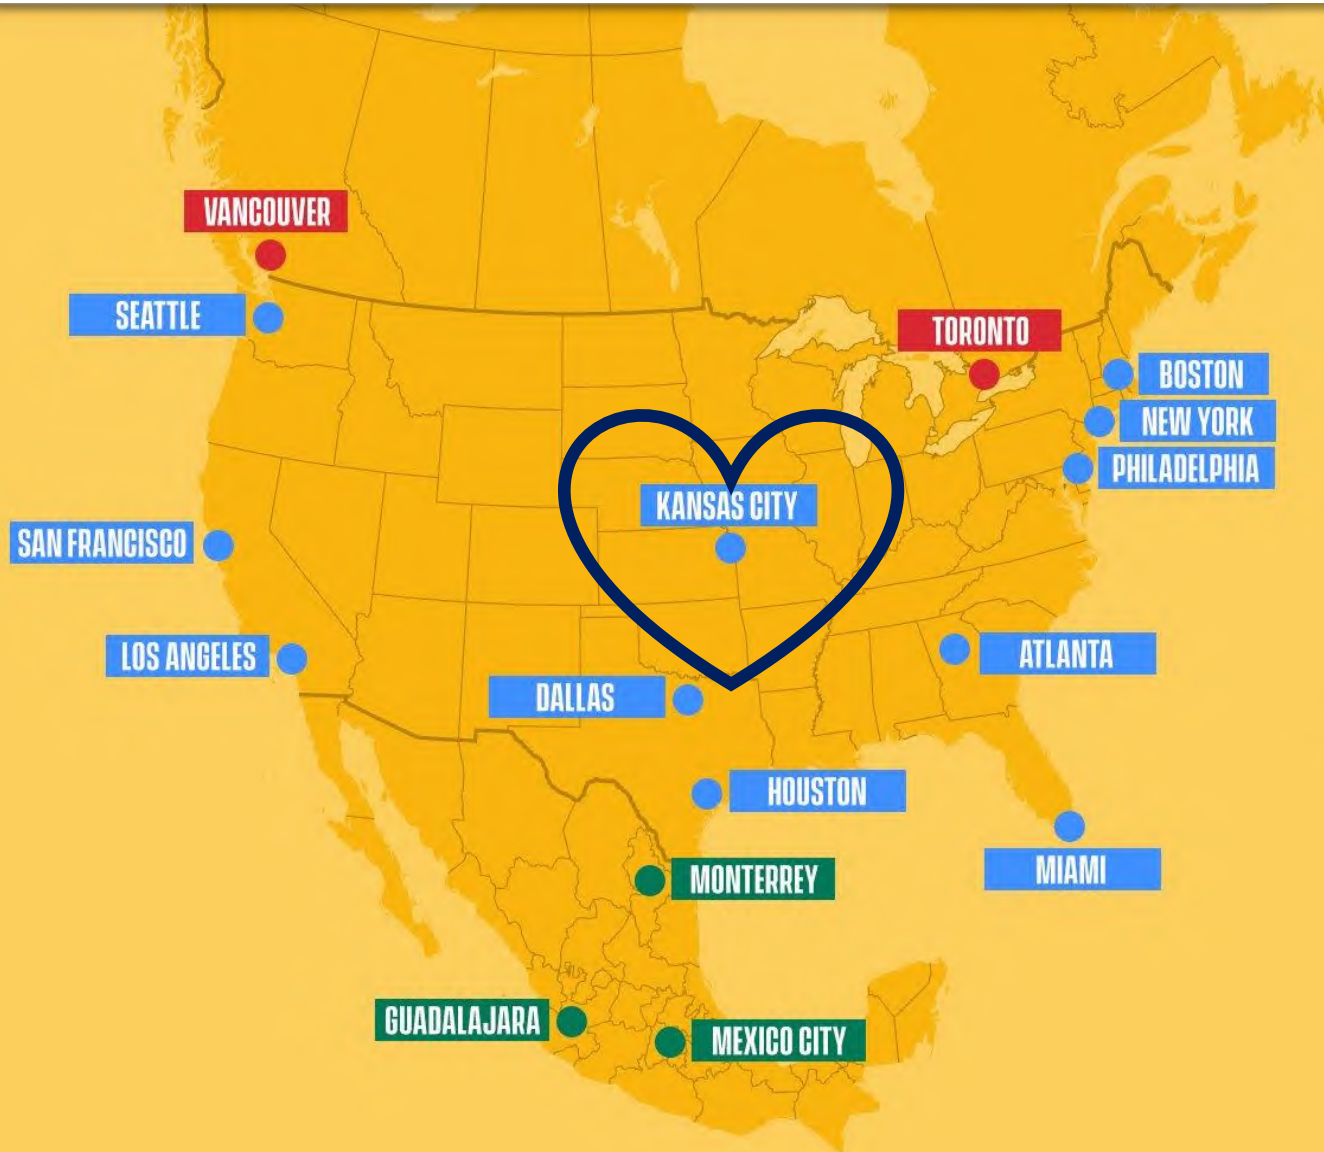 VANCOUVER
SEATTLE
TORONTO
BOSTON
NEW YORK
PHILADELPHIA
KANSAS CITY
SAN FRANCISCO
LOS ANGELES
ATLANTA
DALLAS
HOUSTON
MIAMI
MONTERREY
GUADALAJARA
MEXICO CITY